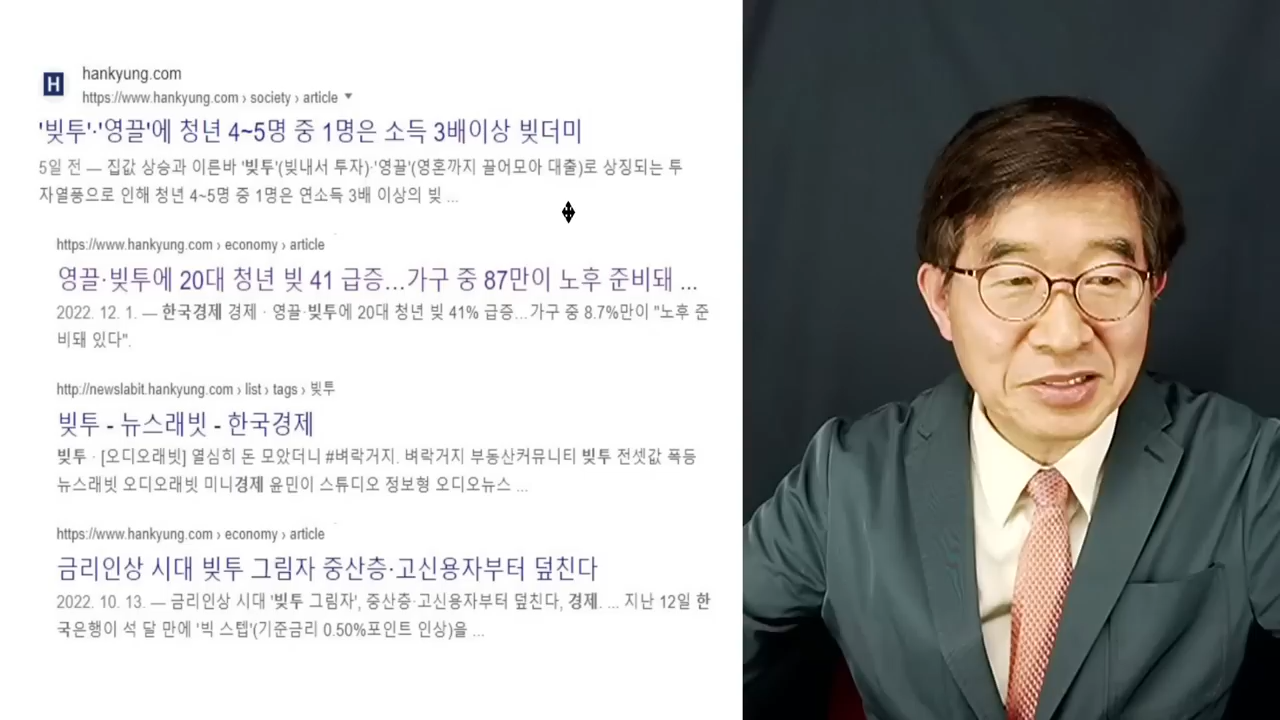 H
hankyung.com
https://www.hankyung.com › society › article
'빚투'·'영끌'에 청년 4~5명 중 1명은 소득 3배이상 빚더미
5일 전 — 집값 상승과 이른바 '빚투'(빚내서 투자)·'영끌'(영혼까지 끌어모아 대출)로 상징되는 투
자열풍으로 인해 청년 4~5명 중 1명은 연소득 3배 이상의 빚 ...
https://www.hankyung.com › economy › article
영끌·빚투에 20대 청년 빚 41 급증...가구 중 87만이 노후 준비돼 ...
2022. 12. 1. — 한국경제 경제 · 영끌·빚투에 20대 청년 빚 41% 급증...가구 중 8.7%만이 "노후 준
비돼 있다".
http://newslabit.hankyung.com › list › tags › 빚투
빚투 - 뉴스래빗 - 한국경제
빚투 · [오디오래빗] 열심히 돈 모았더니 #벼락거지. 벼락거지 부동산커뮤니티 빚투 전셋값 폭등
뉴스래빗 오디오래빗 미니경제 윤민이 스튜디오 정보형 오디오뉴스 ...
https://www.hankyung.com › economy › article
금리인상 시대 빚투 그림자 중산층·고신용자부터 덮친다
2022. 10. 13. — 금리인상 시대 '빚투 그림자', 중산층·고신용자부터 덮친다, 경제. ... 지난 12일 한
국은행이 석 달 만에 '빅 스텝'(기준금리 0.50%포인트 인상)을 ...